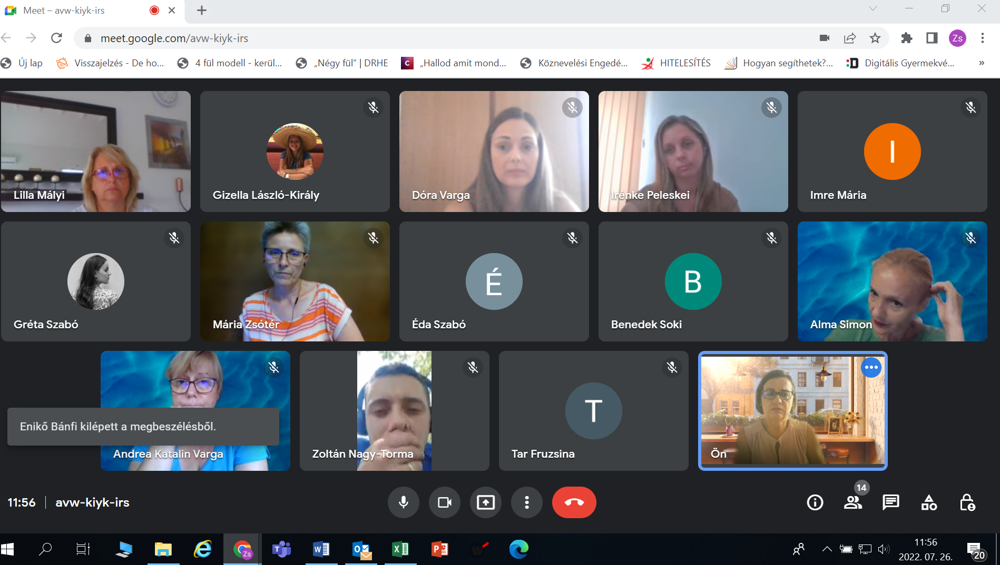 Meet – avw-kiyk-irs
meet.google.com/avw-kiyk-irs
Zs
Új lap
Visszajelzés - De ho...
4 fül modell - kerül...
„Négy fül” | DRHE
C
„Hallod amit mond...
Köznevelési Engedé...
HITELESÍTÉS
Hogyan segíthetek?...
:D
Digitális Gyermekvé...
»
Lilla Mályi
Gizella László-Király
Dóra Varga
Irénke Peleskei
I
Imre Mária
Gréta Szabó
Mária Zsótér
É
Éda Szabó
B
Benedek Soki
Alma Simon
Enikő Bánfi kilépett a megbeszélésből.
Andrea Katalin Varga
Zoltán Nagy-Torma
T
Tar Fruzsina
Ön
11:56 | avw-kiyk-irs
14
Zs
11:56
2022. 07. 26.
20